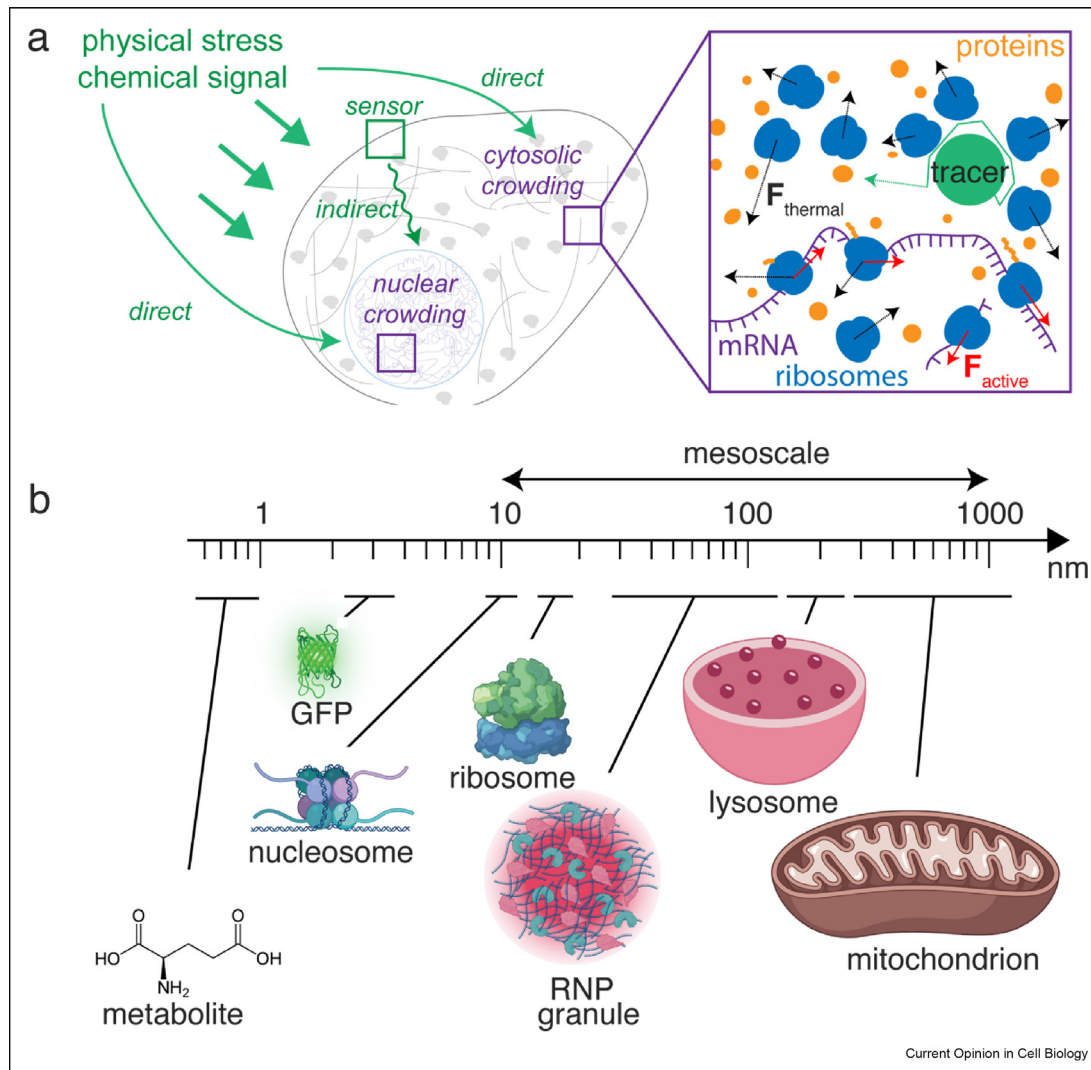 a
physical stress
chemical signal
direct
sensor
cytosolic
crowding
indirect
nuclear
crowding
direct
proteins
tracer
F thermal
mRNA
ribosomes
F active
b
mesoscale
1 10 100 1000
nm
GFP
nucleosome
ribosome
lysosome
mitochondrion
RNP
granule
O O
HO OH
NH₂
metabolite
Current Opinion in Cell Biology